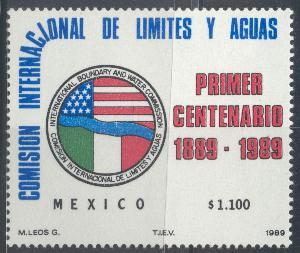 COMISION INTERNACIONAL DE LIMITES Y AGUAS
INTERNATIONAL BOUNDARY AND WATER COMMISSION
COMISION INTERNACIONAL DE LIMITES Y AGUAS
PRIMER
CENTENARIO
1889 - 1989
MEXICO
$1.100
M.LEOS G.
T.I.E.V.
1989